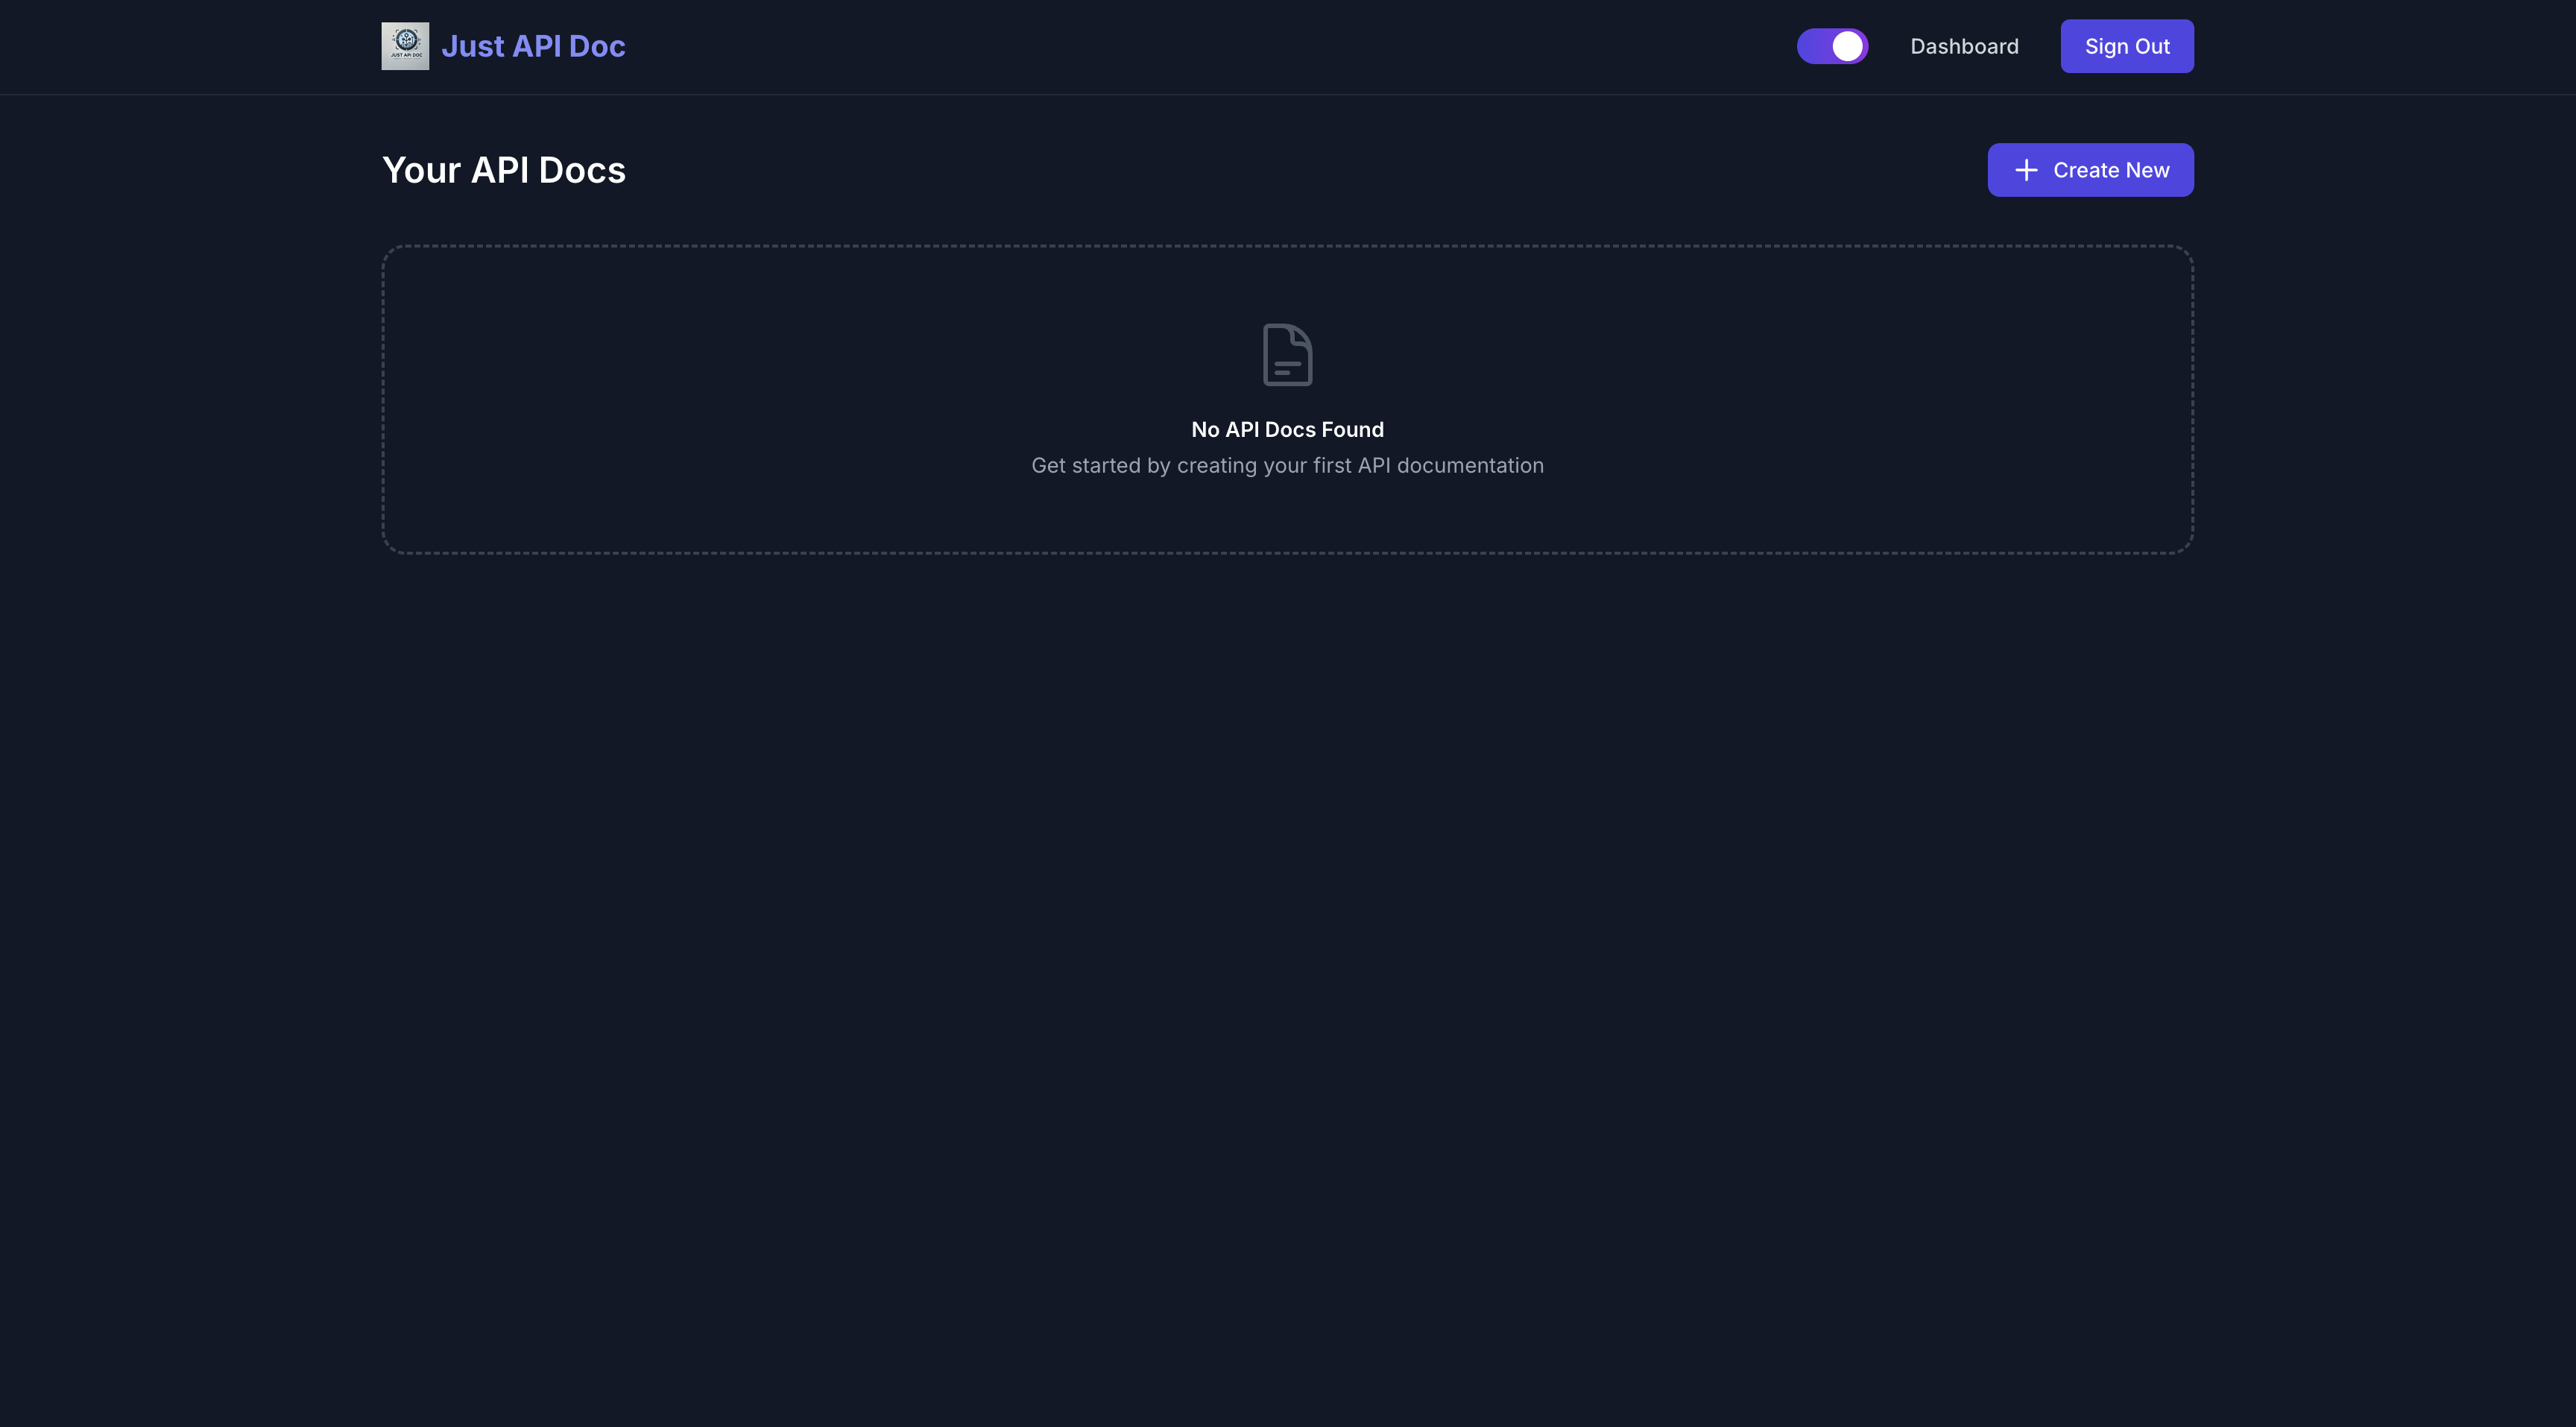 JUST API DOC
Just API Doc
Dashboard
Sign Out
Your API Docs
Create New
No API Docs Found
Get started by creating your first API documentation